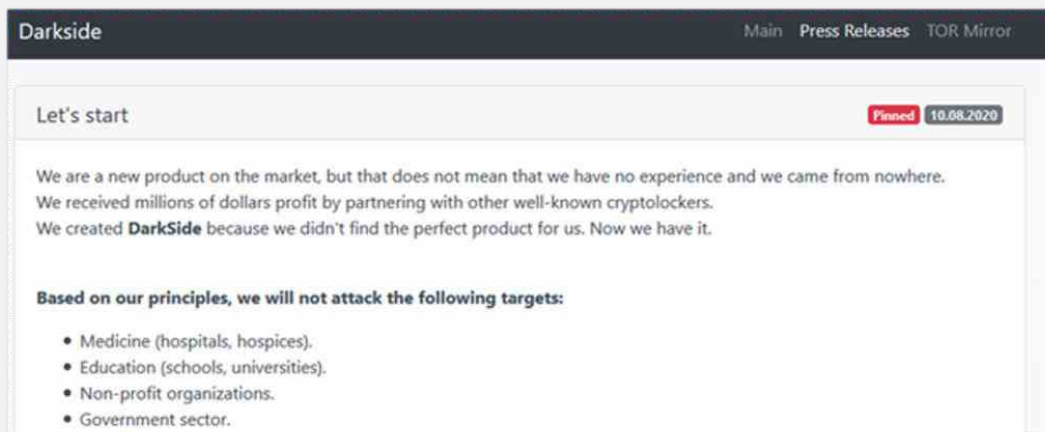 Darkside Main Press Releases TOR Mirror
Let's start Pinned 10.08.2020
We are a new product on the market, but that does not mean that we have no experience and we came from nowhere.
We received millions of dollars profit by partnering with other well-known cryptolockers.
We created DarkSide because we didn't find the perfect product for us. Now we have it.
Based on our principles, we will not attack the following targets:
• Medicine (hospitals, hospices).
• Education (schools, universities).
• Non-profit organizations.
• Government sector.